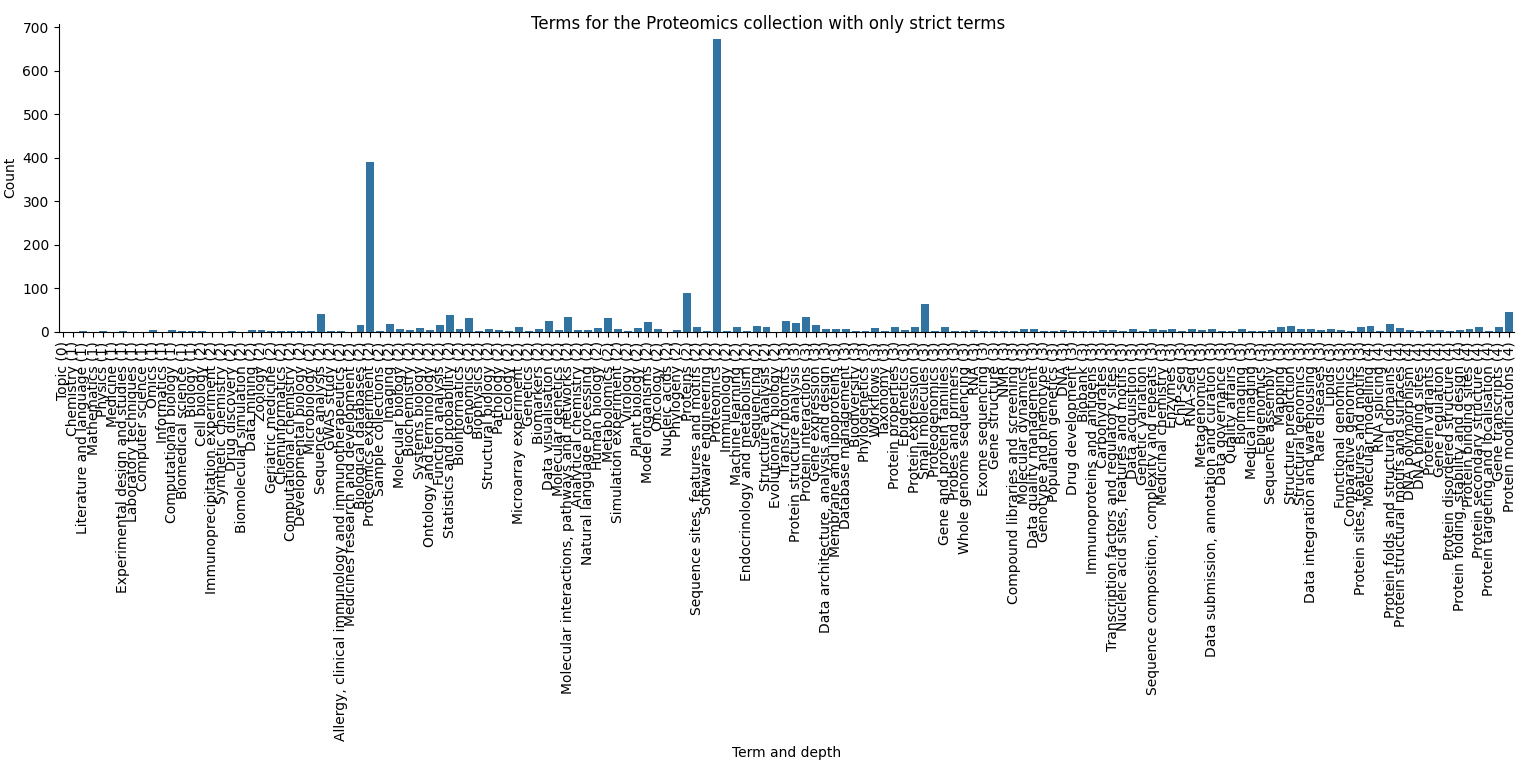 Terms for the Proteomics collection with only strict terms
700
600
500
400
300
200
100
0
Count
Topic (0)
Chemistry (1)
Literature and language (1)
Mathematics (1)
Physics (1)
Medicine (1)
Experimental design and studies (1)
Laboratory techniques (1)
Computer science (1)
Omics (1)
Informatics (1)
Computational biology (1)
Biomedical science (1)
Biology (1)
Cell biology (2)
Immunoprecipitation experiment (2)
Synthetic chemistry (2)
Drug discovery (2)
Biomolecular simulation (2)
Data mining (2)
Zoology (2)
Geriatric medicine (2)
Cheminformatics (2)
Computational chemistry (2)
Developmental biology (2)
Microbiology (2)
Sequence analysis (2)
GWAS study (2)
Allergy, clinical immunology and immunotherapeutics (2)
Medicines research and development (2)
Biological databases (2)
Proteomics experiment (2)
Sample collections (2)
Imaging (2)
Molecular biology (2)
Biochemistry (2)
Systems biology (2)
Ontology and terminology (2)
Function analysis (2)
Statistics and probability (2)
Bioinformatics (2)
Genomics (2)
Biophysics (2)
Structural biology (2)
Pathology (2)
Ecology (2)
Microarray experiment (2)
Genetics (2)
Biomarkers (2)
Data visualisation (2)
Molecular genetics (2)
Molecular interactions, pathways and networks (2)
Analytical chemistry (2)
Natural language processing (2)
Human biology (2)
Metabolomics (2)
Simulation experiment (2)
Virology (2)
Plant biology (2)
Model organisms (2)
Oncology (2)
Nucleic acids (2)
Phylogeny (2)
Proteins (2)
Sequence sites, features and motifs (2)
Software engineering (2)
Proteomics (2)
Immunology (2)
Machine learning (2)
Endocrinology and metabolism (2)
Sequencing (2)
Structure analysis (2)
Evolutionary biology (2)
Transcriptomics (3)
Protein structure analysis (3)
Protein interactions (3)
Gene expression (3)
Data architecture, analysis and design (3)
Membrane and lipoproteins (3)
Database management (3)
Biodiversity (3)
Phylogenetics (3)
Workflows (3)
Taxonomy (3)
Protein properties (3)
Epigenetics (3)
Protein expression (3)
Small molecules (3)
Proteogenomics (3)
Gene and protein families (3)
Probes and primers (3)
Whole genome sequencing (3)
RNA (3)
Exome sequencing (3)
Gene structure (3)
NMR (3)
Compound libraries and screening (3)
Molecular dynamics (3)
Data quality management (3)
Genotype and phenotype (3)
Population genetics (3)
DNA (3)
Drug development (3)
Biobank (3)
Immunoproteins and antigens (3)
Carbohydrates (3)
Transcription factors and regulatory sites (3)
Nucleic acid sites, features and motifs (3)
Data acquisition (3)
Genetic variation (3)
Sequence composition, complexity and repeats (3)
Medicinal chemistry (3)
Enzymes (3)
ChIP-seq (3)
RNA-Seq (3)
Metagenomics (3)
Data submission, annotation and curation (3)
Data governance (3)
Quality affairs (3)
Bioimaging (3)
Medical imaging (3)
Epigenomics (3)
Sequence assembly (3)
Mapping (3)
Structure prediction (3)
Structural genomics (3)
Data integration and warehousing (3)
Rare diseases (3)
Lipids (3)
Functional genomics (3)
Comparative genomics (3)
Protein sites, features and motifs (3)
Molecular modelling (3)
RNA splicing (4)
Protein folds and structural domains (4)
Protein structural motifs and surfaces (4)
DNA polymorphism (4)
DNA binding sites (4)
Protein variants (4)
Gene regulation (4)
Protein disordered structure (4)
Protein folding, stability and design (4)
Protein binding sites (4)
Protein secondary structure (4)
Protein targeting and localisation (4)
Gene transcripts (4)
Protein modifications (4)
Term and depth